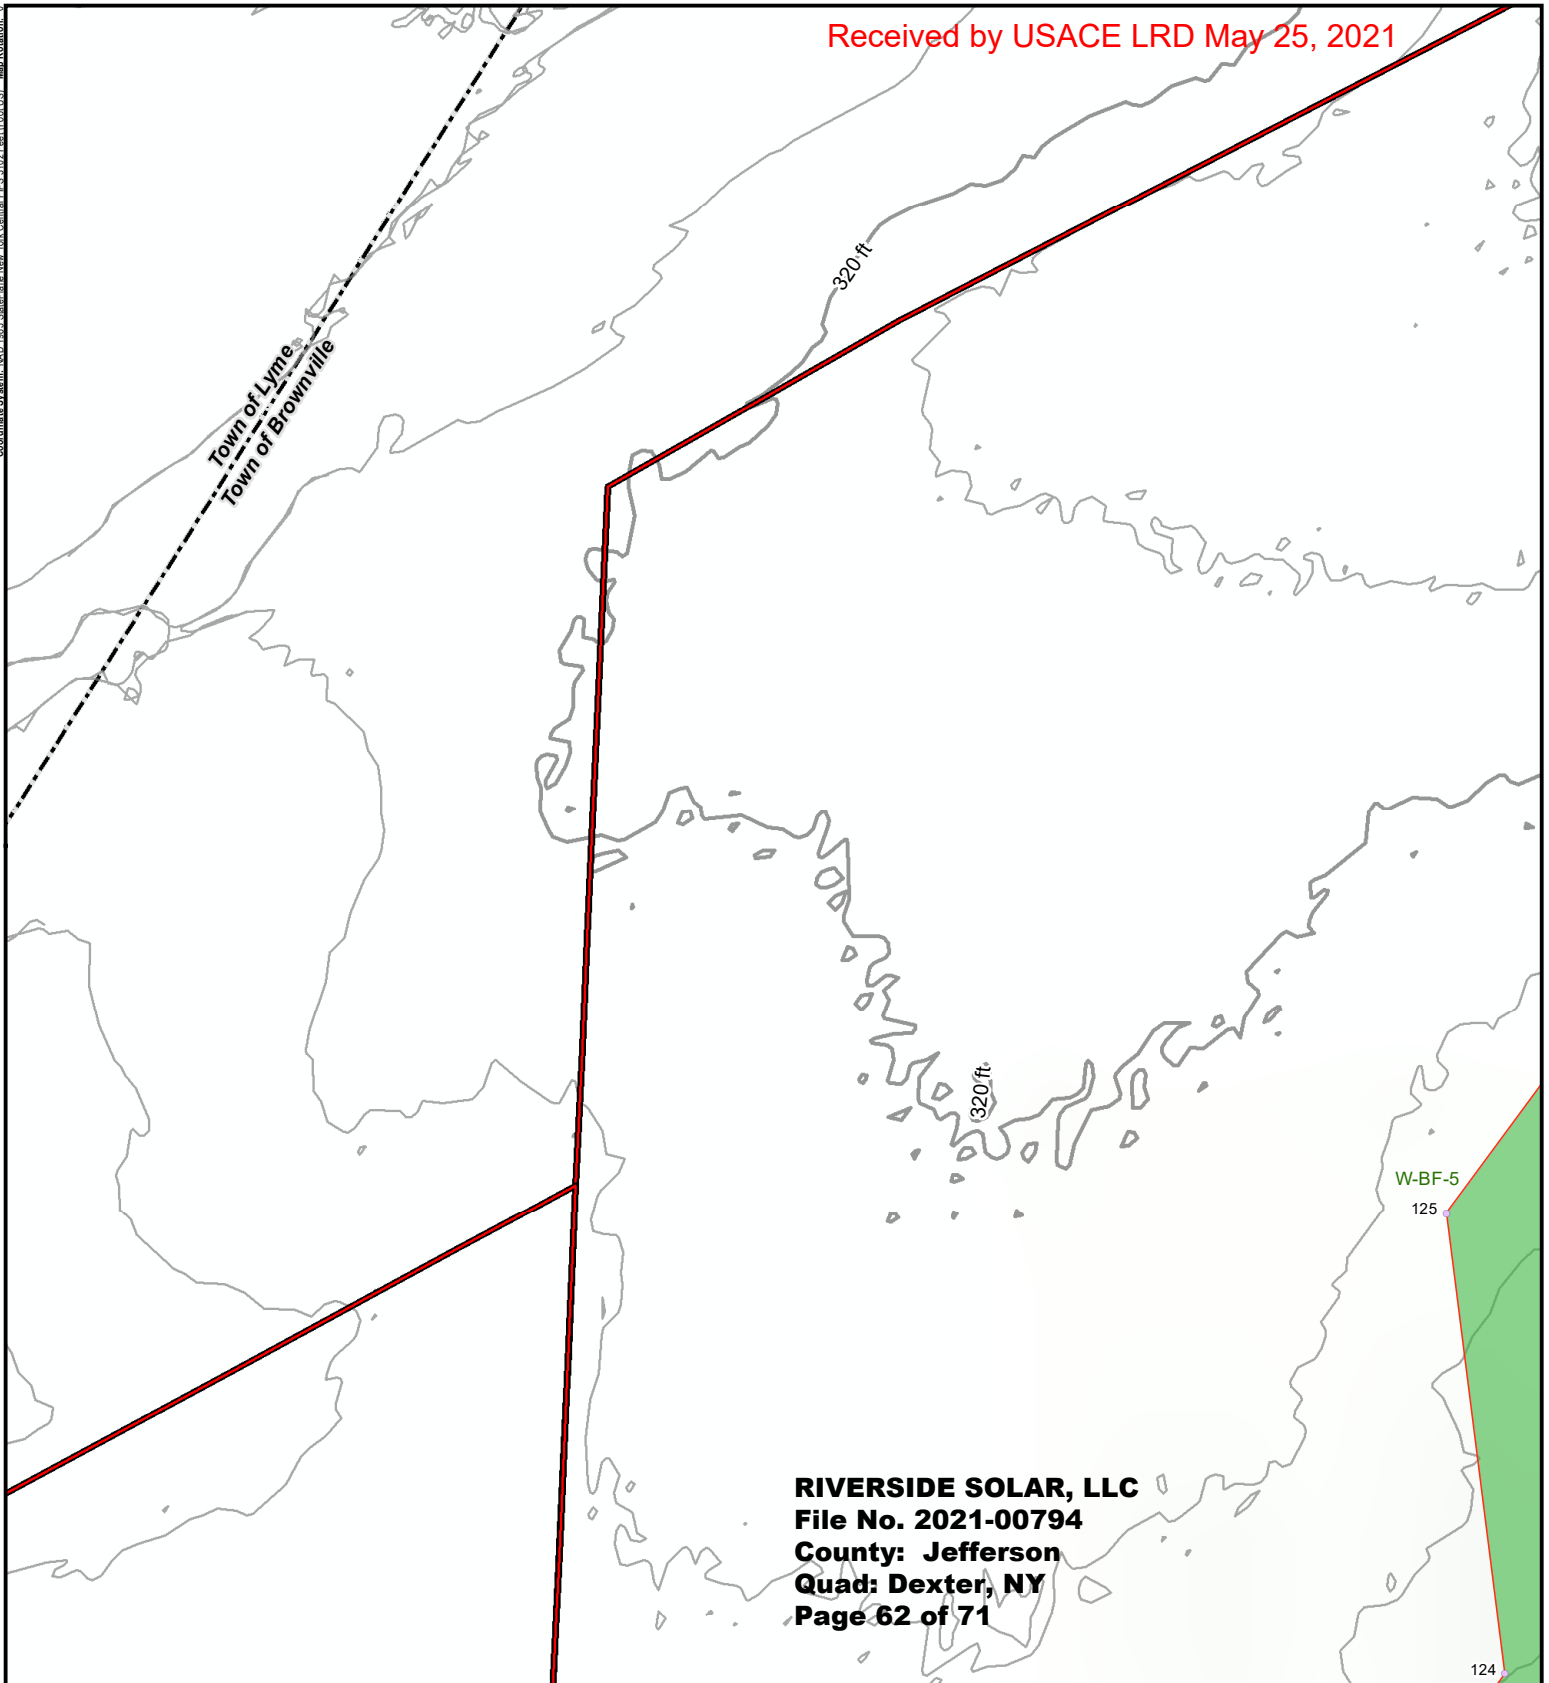 Received by USACE LRD May 25, 2021
320 ft
Town of Lyme
Town of Brownville
320 ft
W-BF-5
125
RIVERSIDE SOLAR, LLC
File No. 2021-00794
County: Jefferson
Quad: Dexter, NY
Page 62 of 71
124